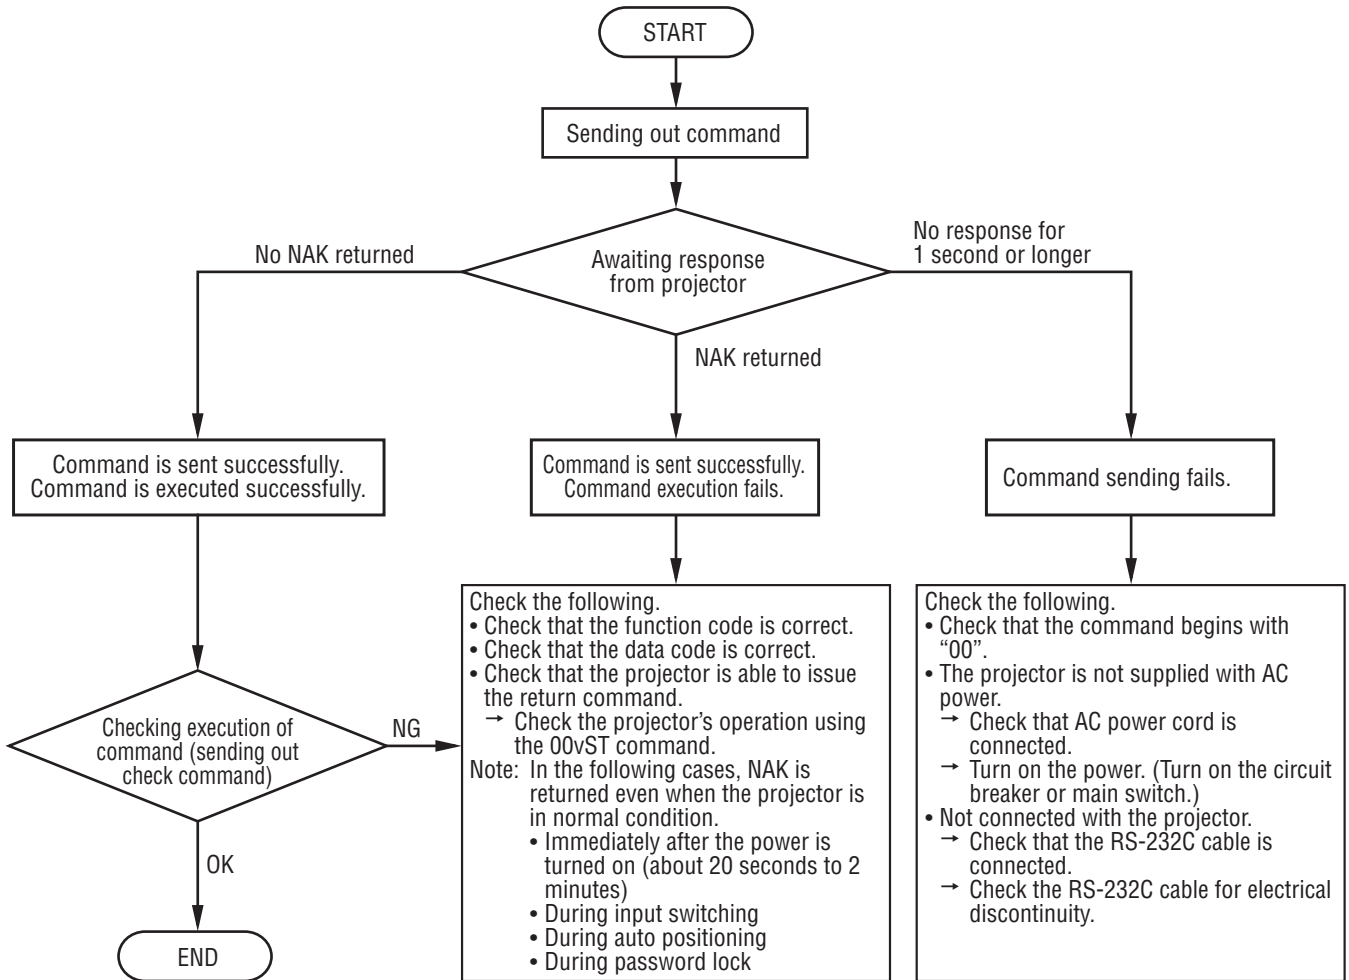 START
Sending out command
Awaiting response
from projector
No NAK returned
No response for
1 second or longer
NAK returned
Command is sent successfully.
Command is executed successfully.
Command is sent successfully.
Command execution fails.
Command sending fails.
Checking execution of
command (sending out
check command)
NG
OK
END
Check the following.
• Check that the function code is correct.
• Check that the data code is correct.
• Check that the projector is able to issue
the return command.
→ Check the projector’s operation using
the 00vST command.
Note: In the following cases, NAK is
returned even when the projector is
in normal condition.
• Immediately after the power is
turned on (about 20 seconds to 2
minutes)
• During input switching
• During auto positioning
• During password lock
Check the following.
• Check that the command begins with
“00”.
• The projector is not supplied with AC
power.
→ Check that AC power cord is
connected.
→ Turn on the power. (Turn on the circuit
breaker or main switch.)
• Not connected with the projector.
→ Check that the RS-232C cable is
connected.
→ Check the RS-232C cable for electrical
discontinuity.